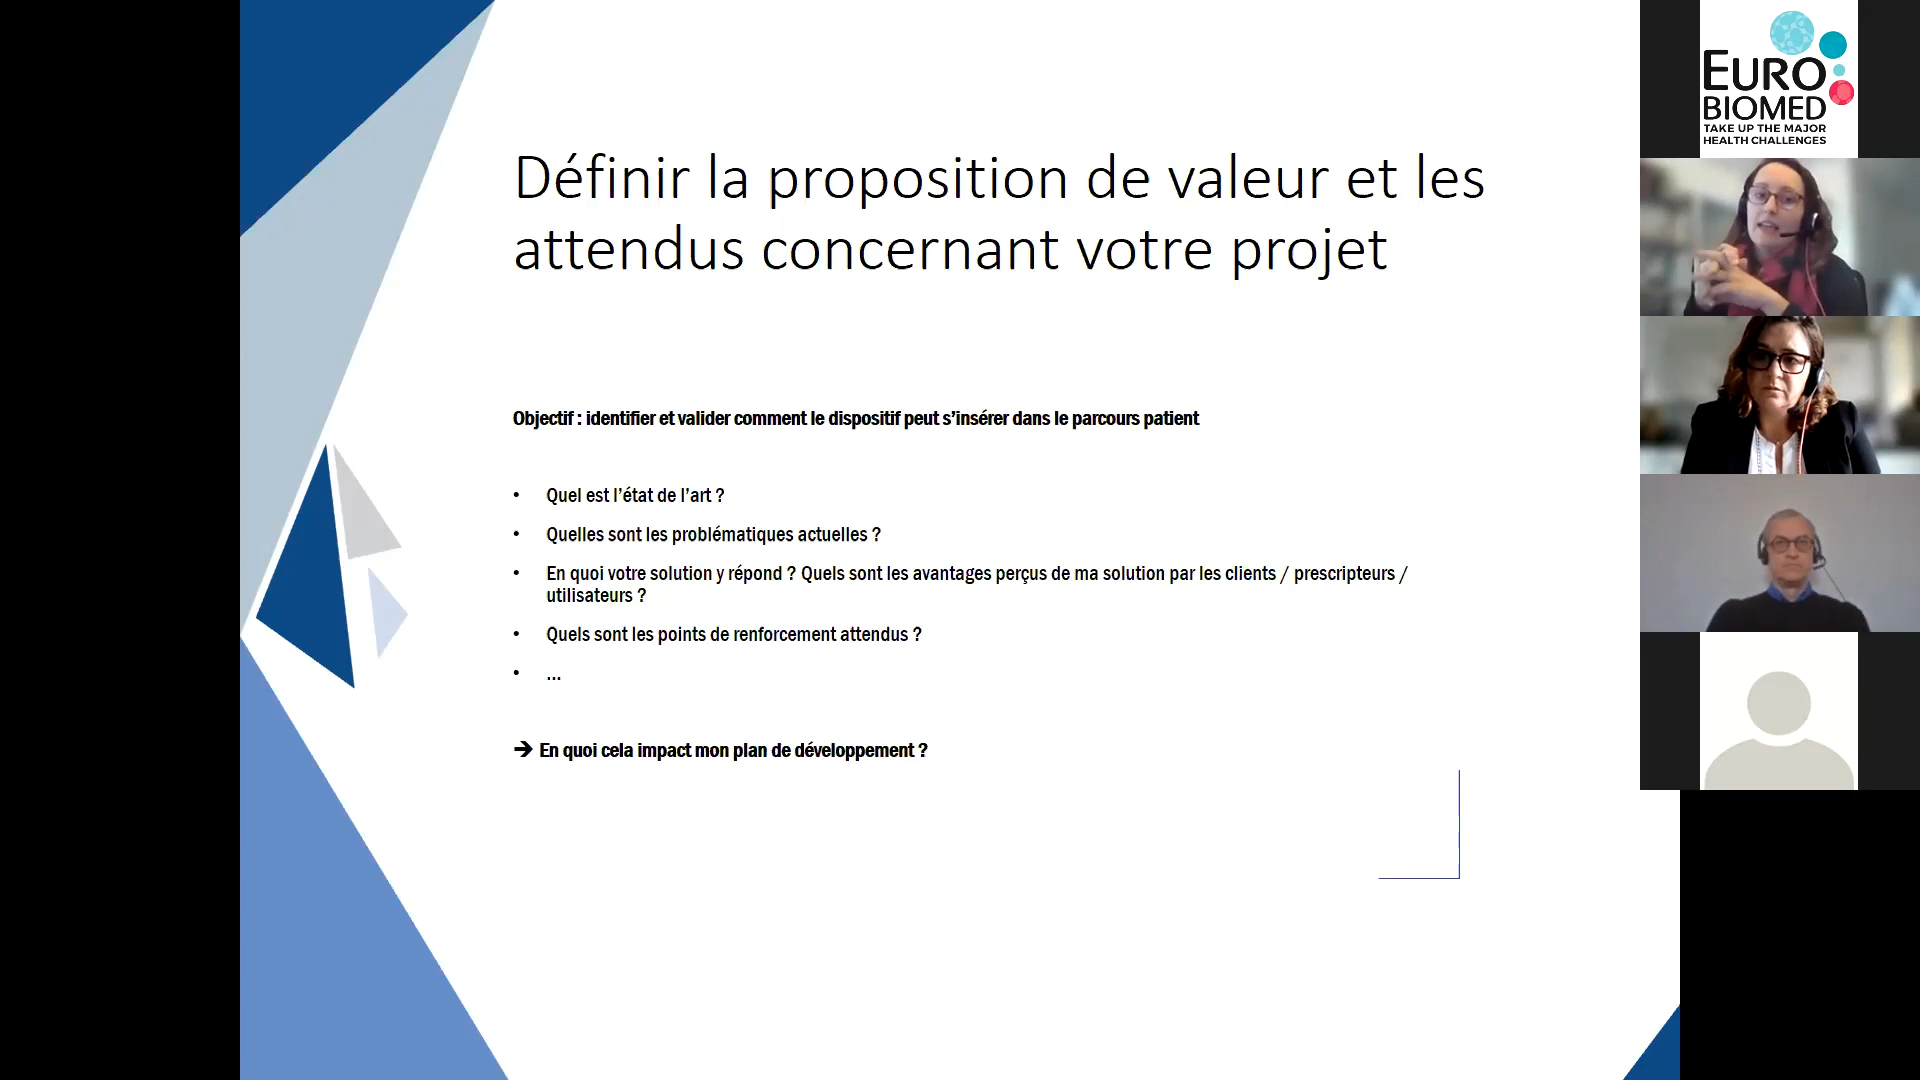 Définir la proposition de valeur et les
attendus concernant votre projet
Objectif : identifier et valider comment le dispositif peut s’insérer dans le parcours patient
• Quel est l’état de l’art ?
• Quelles sont les problématiques actuelles ?
• En quoi votre solution y répond ? Quels sont les avantages perçus de ma solution par les clients / prescripteurs /
utilisateurs ?
• Quels sont les points de renforcement attendus ?
• ...
➔ En quoi cela impact mon plan de développement ?
EURO
BIOMED
TAKE UP THE MAJOR
HEALTH CHALLENGES